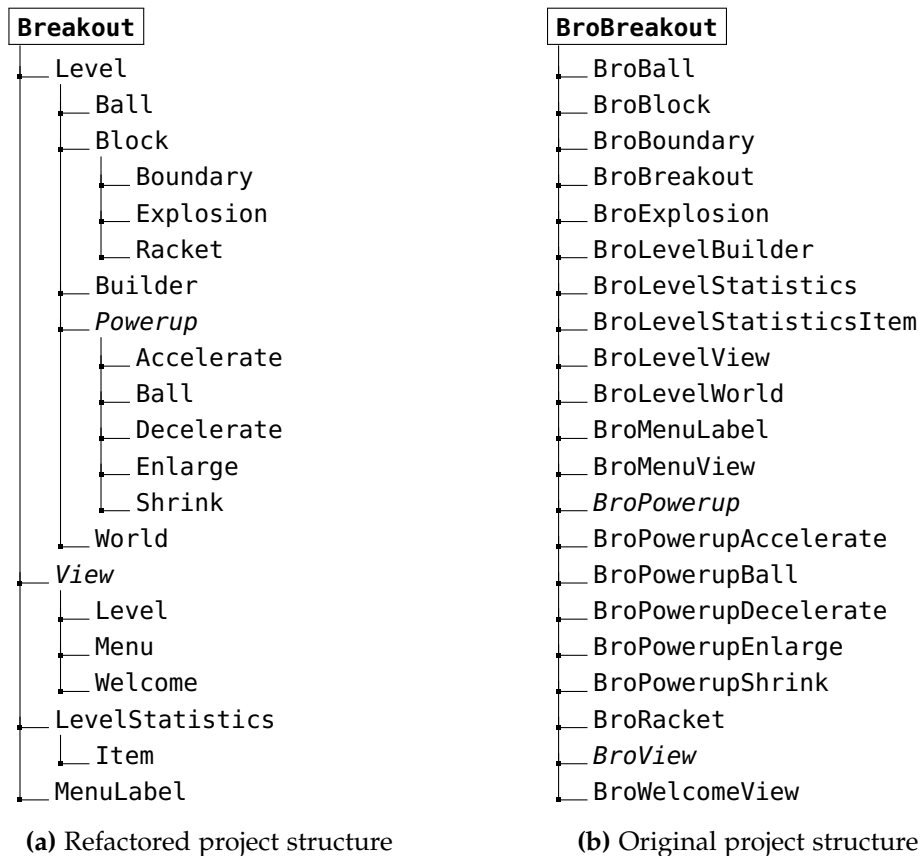 Breakout
Level
Ball
Block
Boundary
Explosion
Racket
Builder
Powerup
Accelerate
Ball
Decelerate
Enlarge
Shrink
World
View
Level
Menu
Welcome
LevelStatistics
Item
MenuLabel
(a) Refactored project structure
BroBreakout
BroBall
BroBlock
BroBoundary
BroBreakout
BroExplosion
BroLevelBuilder
BroLevelStatistics
BroLevelStatisticsItem
BroLevelView
BroLevelWorld
BroMenuLabel
BroMenuView
BroPowerup
BroPowerupAccelerate
BroPowerupBall
BroPowerupDecelerate
BroPowerupEnlarge
BroPowerupShrink
BroRacket
BroView
BroWelcomeView
(b) Original project structure